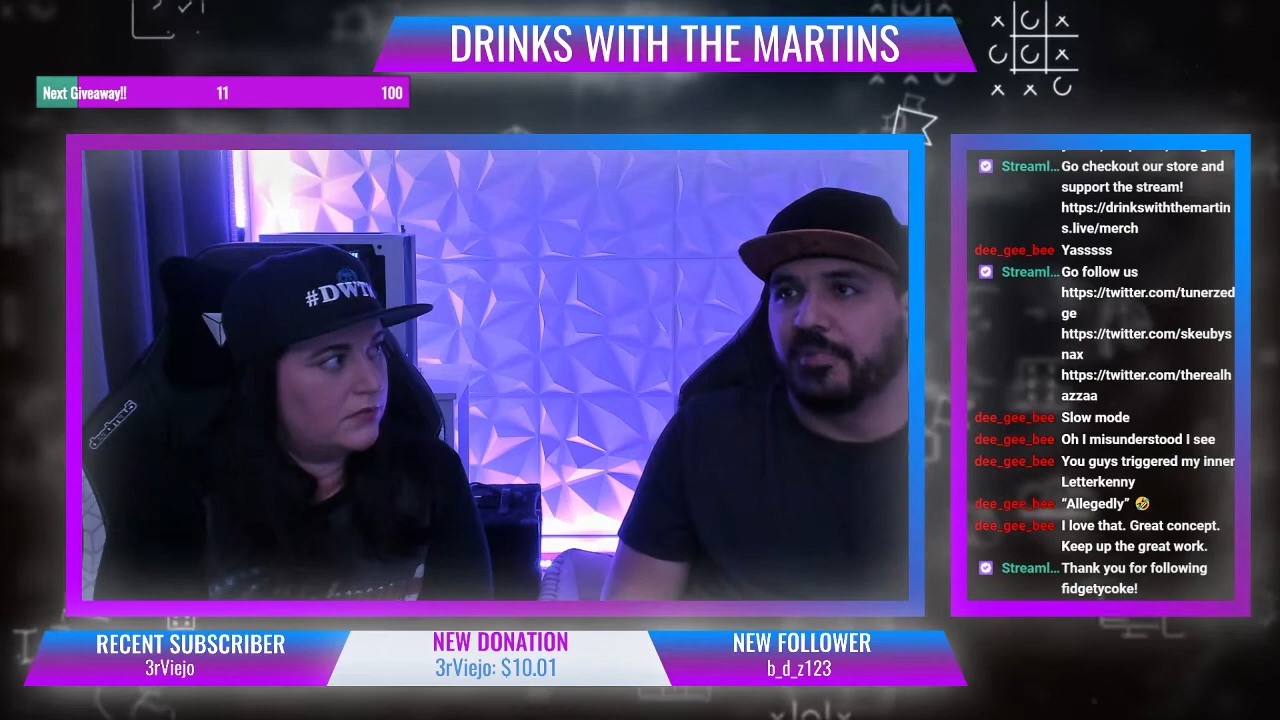 DRINKS WITH THE MARTINS
Next Giveaway!! 11 100
#DWT
Streaml... Go checkout our store and
support the stream!
https://drinkswiththemartin
s.live/merch
dee_gee_bee Yasssss
Streaml... Go follow us
https://twitter.com/tunerzed
ge
https://twitter.com/skeubys
nax
https://twitter.com/therealh
azzaa
dee_gee_bee Slow mode
dee_gee_bee Oh I misunderstood I see
dee_gee_bee You guys triggered my inner
Letterkenny
dee_gee_bee “Allegedly” 🤣
dee_gee_bee I love that. Great concept.
Keep up the great work.
Streaml... Thank you for following
fidgetycoke!
RECENT SUBSCRIBER
3rViejo
NEW DONATION
3rViejo: $10.01
NEW FOLLOWER
b_d_z123